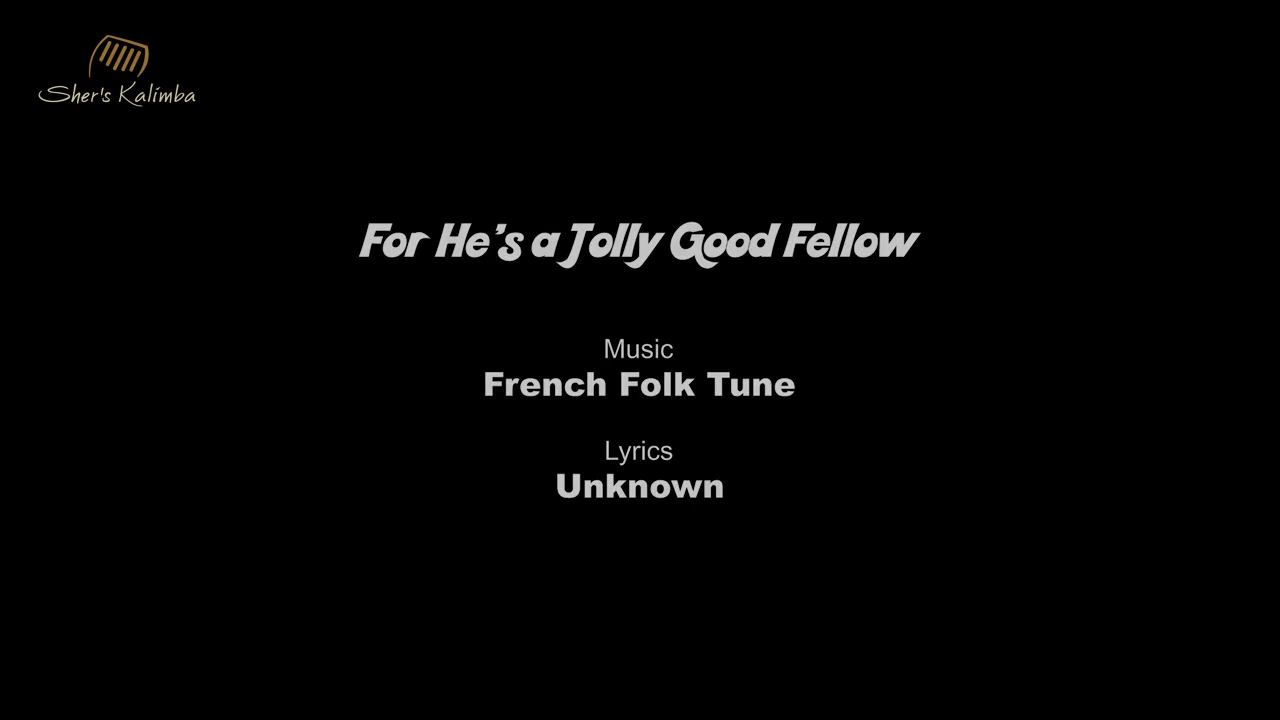 Sher's Kalimba
For He's a Jolly Good Fellow
Music
French Folk Tune
Lyrics
Unknown